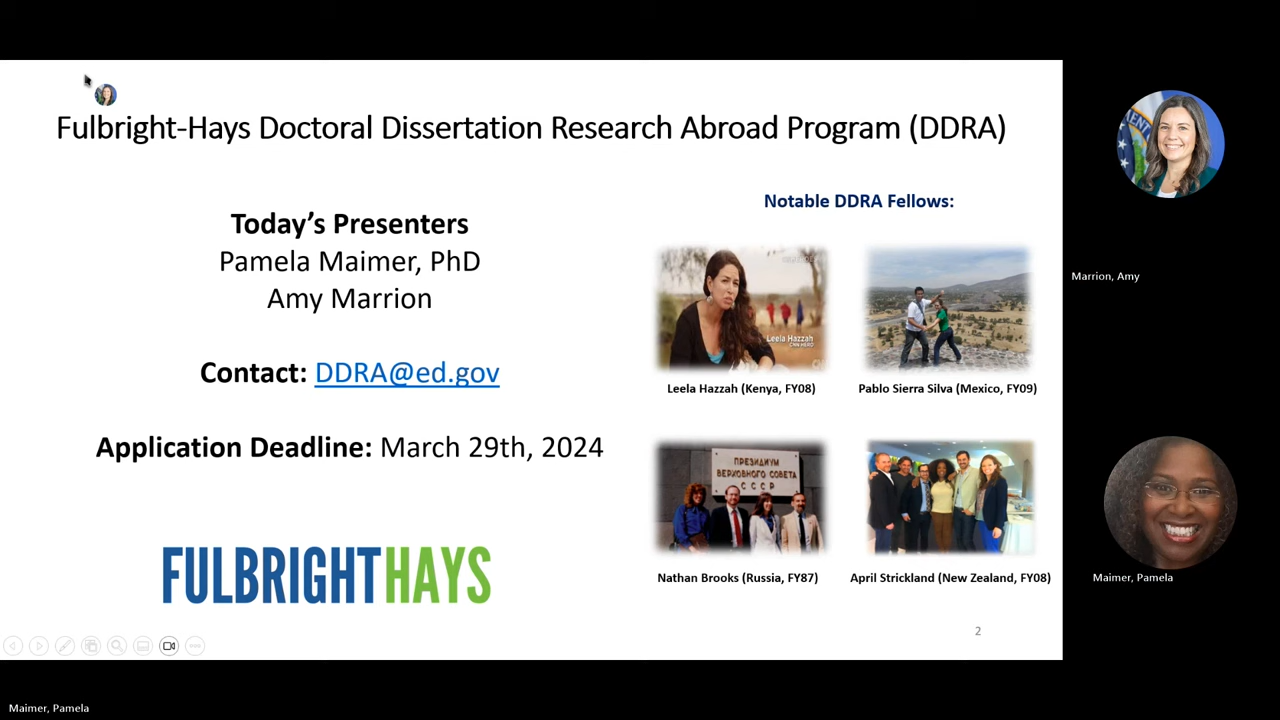 Fulbright-Hays Doctoral Dissertation Research Abroad Program (DDRA)
Today’s Presenters
Pamela Maimer, PhD
Amy Marrion
Contact: DDRA@ed.gov
Application Deadline: March 29th, 2024
FULBRIGHTHAYS
Notable DDRA Fellows:
Leela Hazzah
CNN HERO
Leela Hazzah (Kenya, FY08)
Pablo Sierra Silva (Mexico, FY09)
ПРЕЗИДИУМ
ВЕРХОВНОГО СОВЕТА
С С С Р
Nathan Brooks (Russia, FY87)
April Strickland (New Zealand, FY08)
2
Marrion, Amy
Maimer, Pamela
Maimer, Pamela